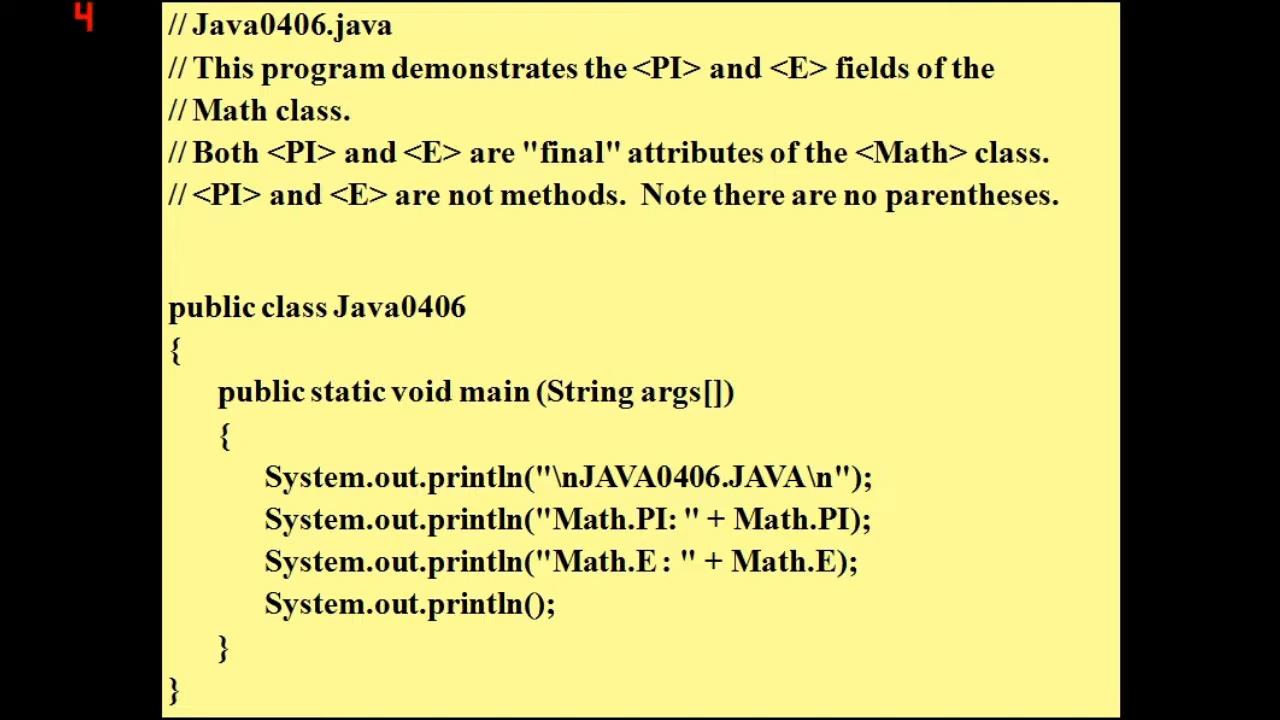 4
// Java0406.java
// This program demonstrates the <PI> and <E> fields of the
// Math class.
// Both <PI> and <E> are "final" attributes of the <Math> class.
// <PI> and <E> are not methods.  Note there are no parentheses.
public class Java0406
{
public static void main (String args[])
{
System.out.println("\nJAVA0406.JAVA\n");
System.out.println("Math.PI: " + Math.PI);
System.out.println("Math.E : " + Math.E);
System.out.println();
}
}